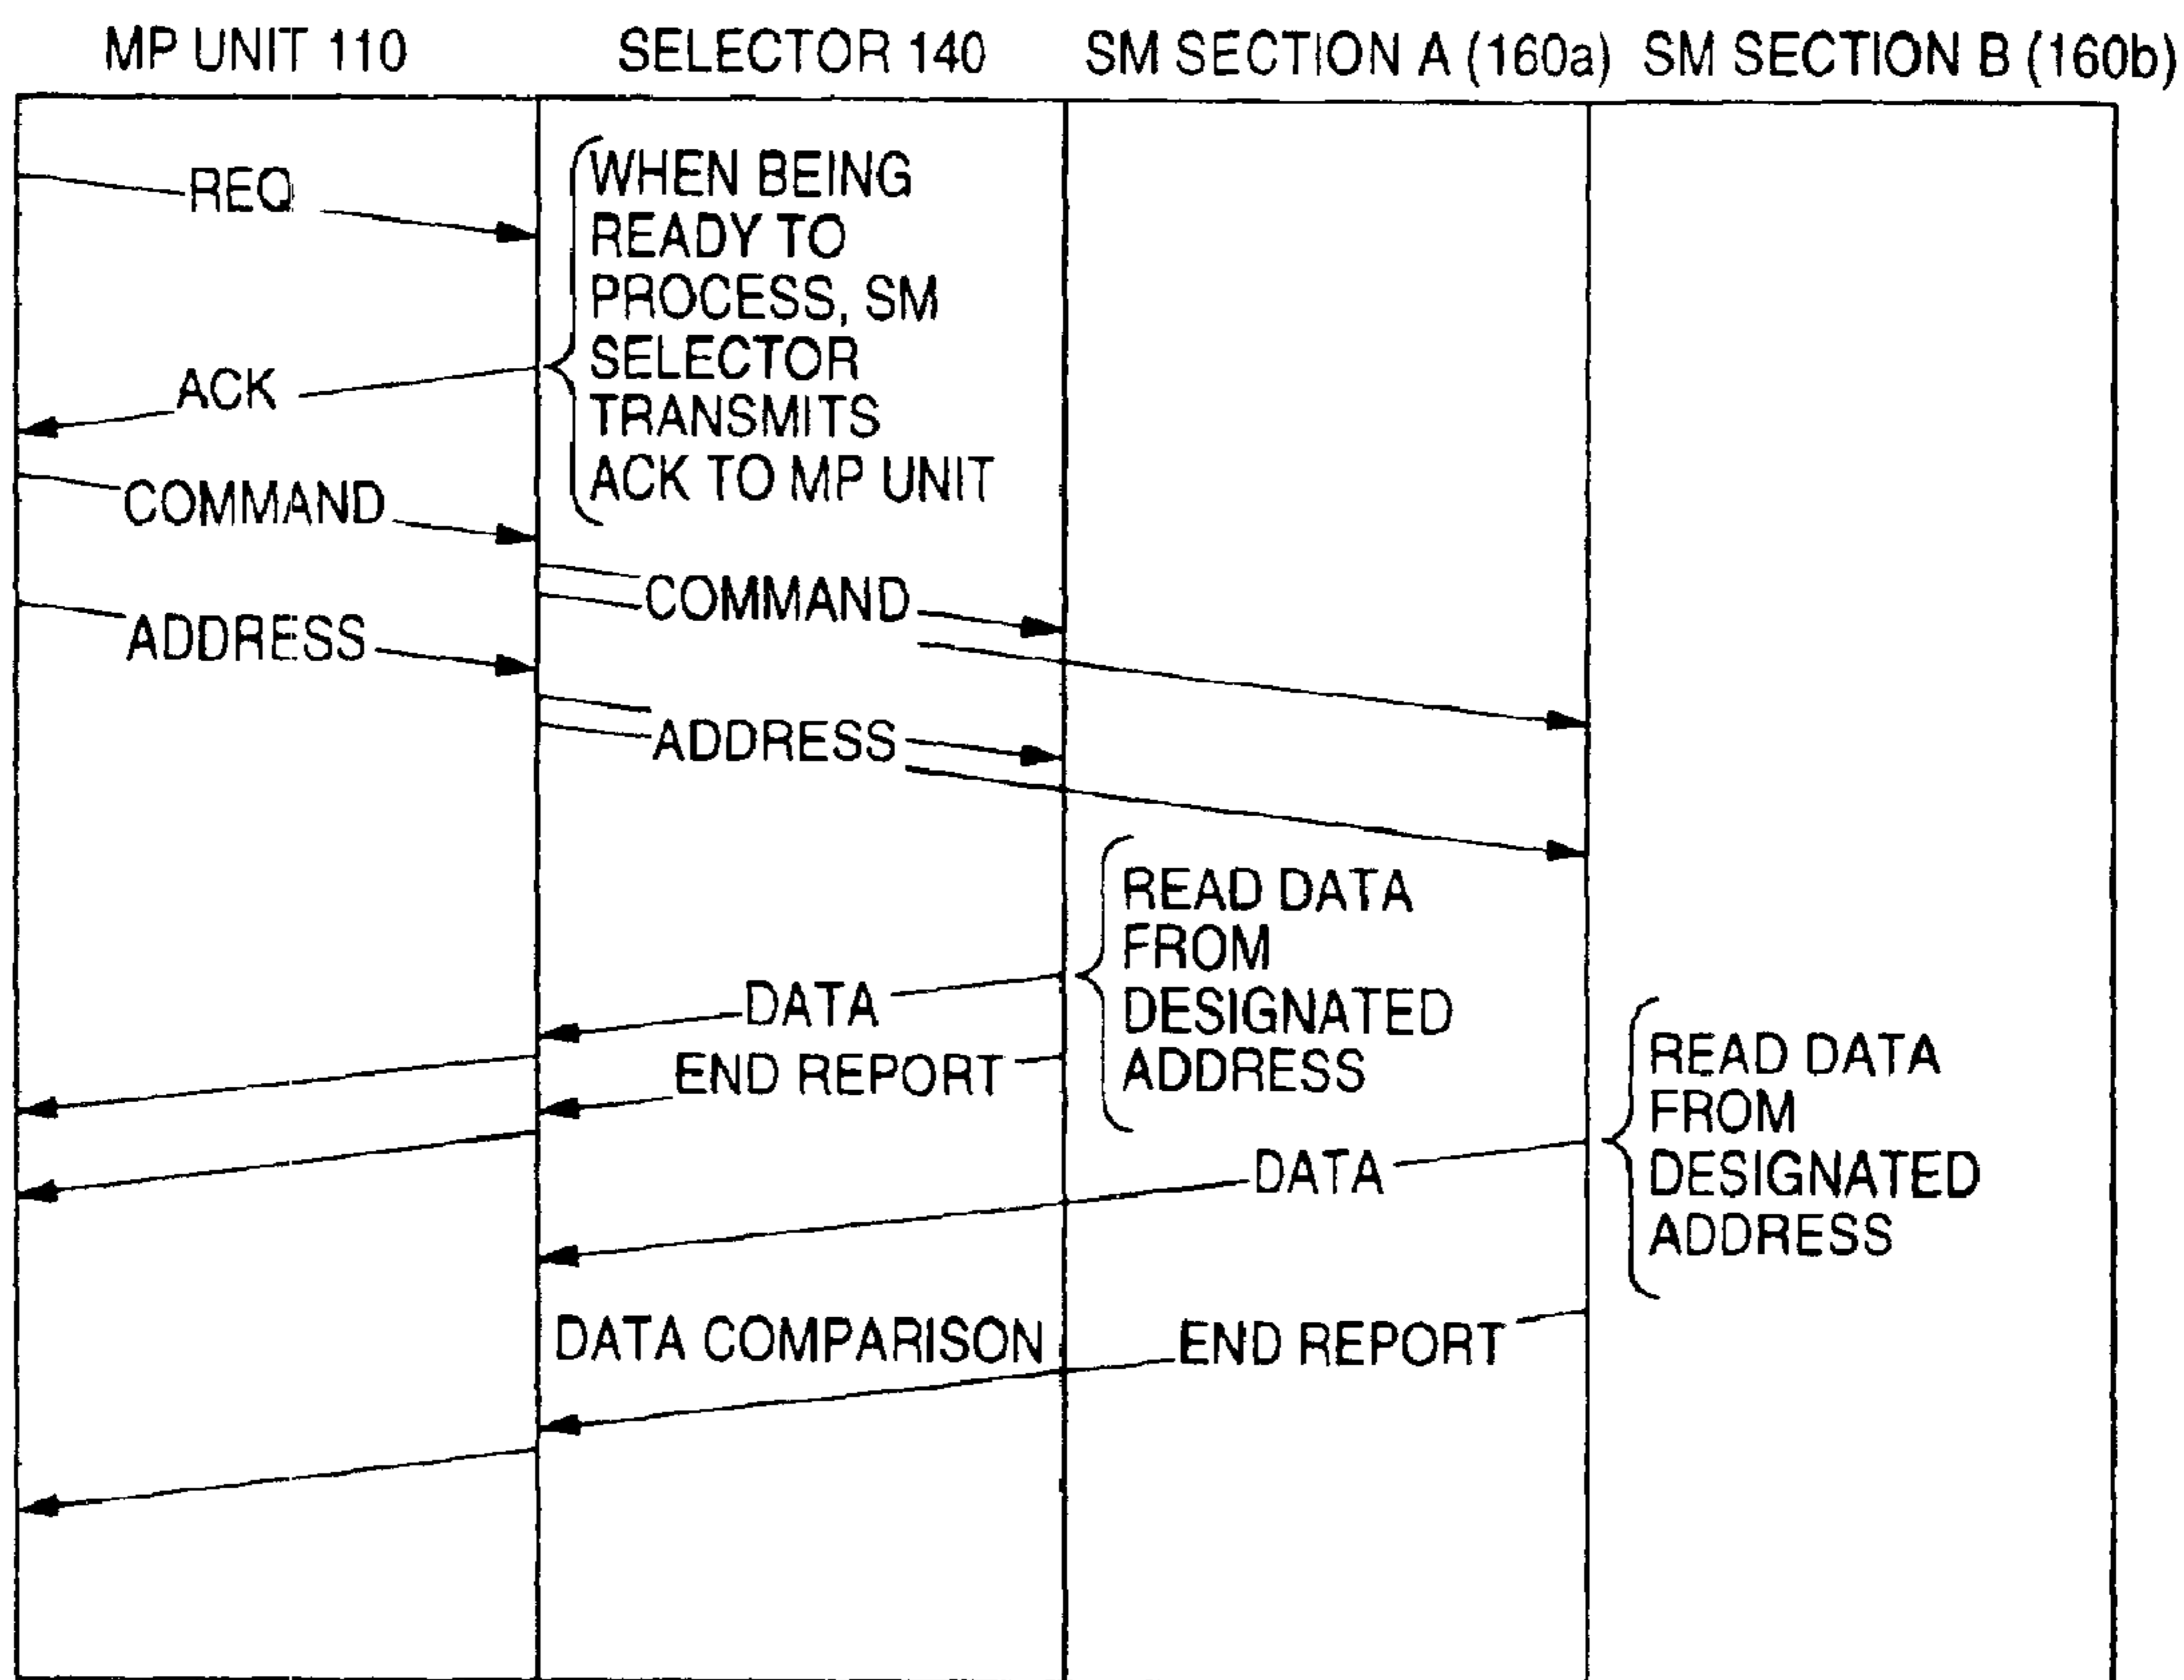 MP UNIT 110
SELECTOR 140
SM SECTION A (160a)
SM SECTION B (160b)
REQ
WHEN BEING
READY TO
PROCESS, SM
SELECTOR
TRANSMITS
ACK TO MP UNIT
ACK
COMMAND
COMMAND
ADDRESS
ADDRESS
READ DATA
FROM
DESIGNATED
ADDRESS
DATA
END REPORT
READ DATA
FROM
DESIGNATED
ADDRESS
DATA
DATA COMPARISON
END REPORT